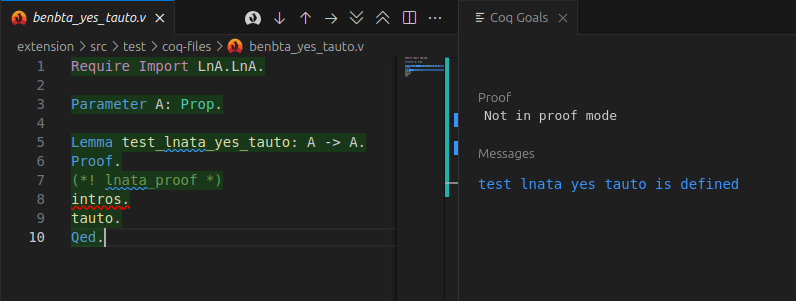 benbta_yes_tauto.v
extension > src > test > coq-files > benbta_yes_tauto.v
1 Require Import LnA.LnA.
2
3 Parameter A: Prop.
4
5 Lemma test_lnata_yes_tauto: A -> A.
6 Proof.
7 (*! lnata_proof *)
8 intros.
9 tauto.
10 Qed.
Coq Goals
Proof
Not in proof mode
Messages
test lnata yes tauto is defined